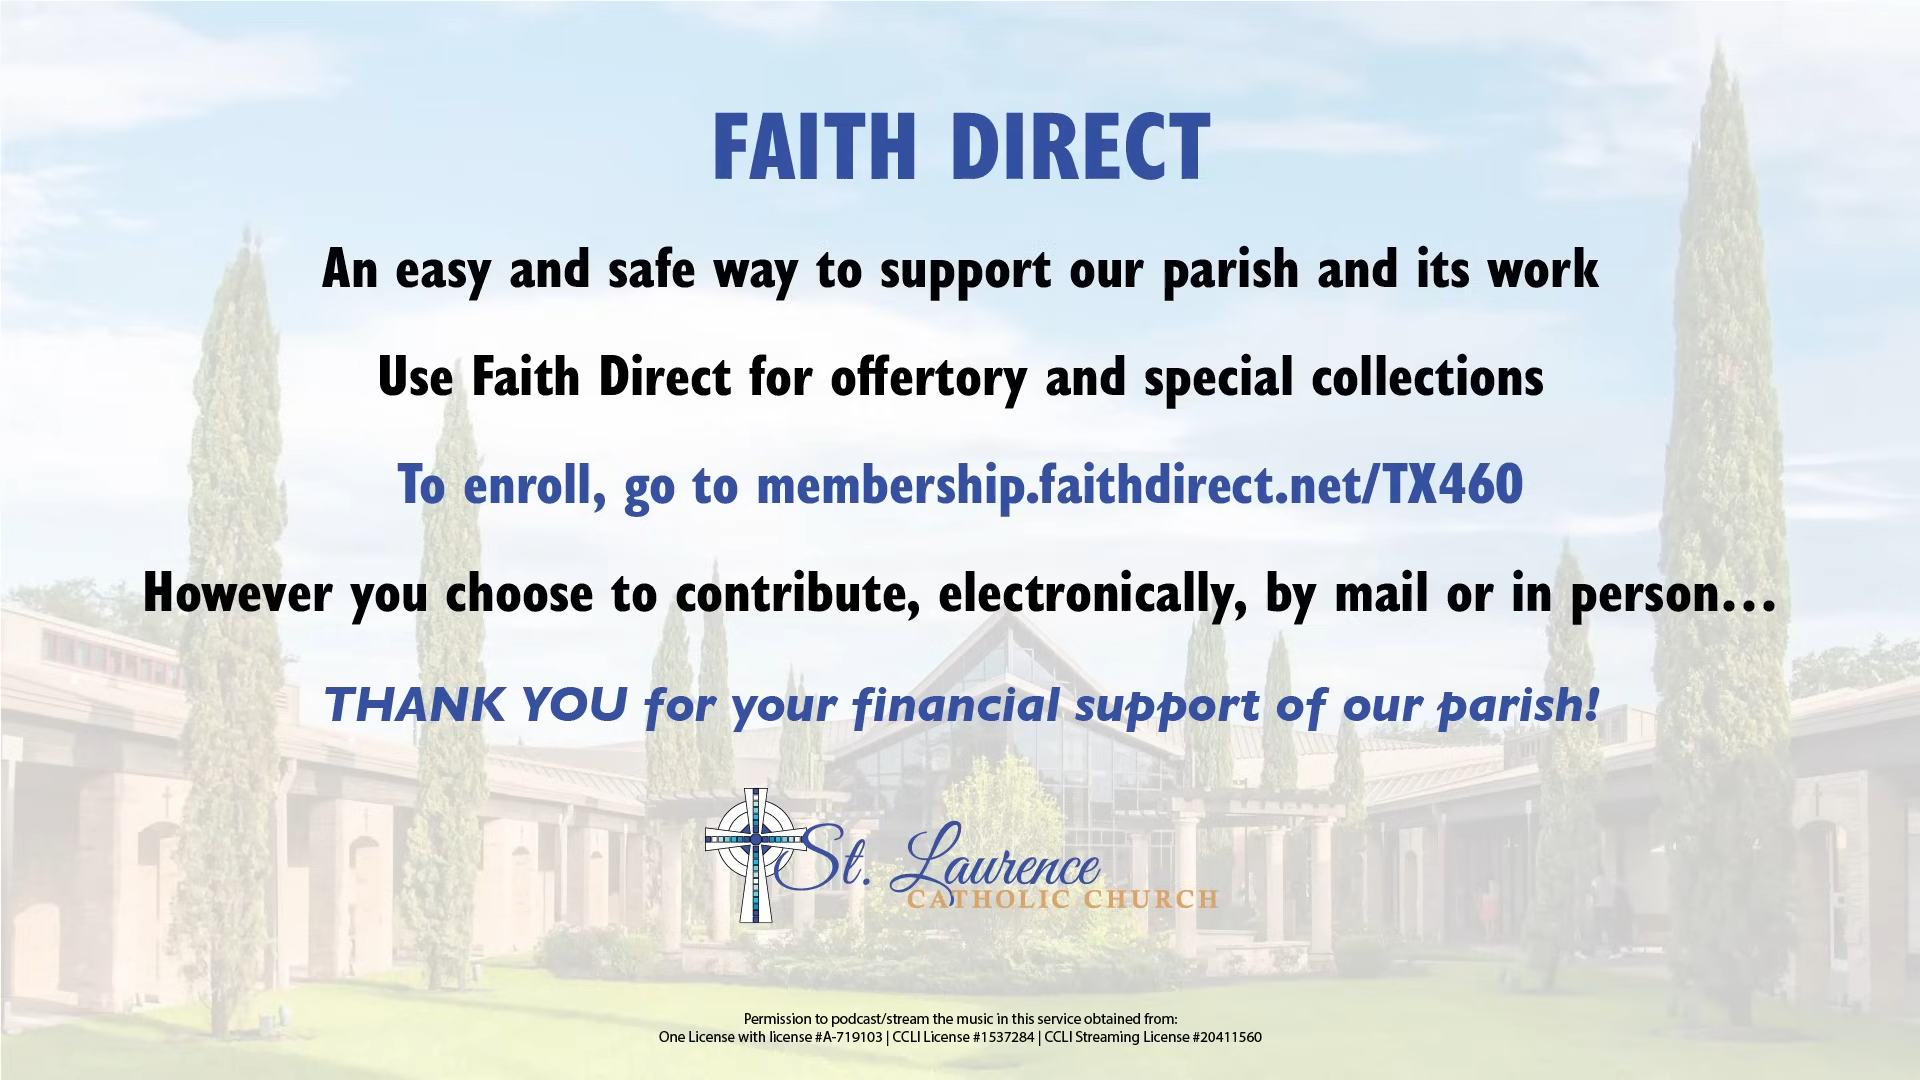 FAITH DIRECT
An easy and safe way to support our parish and its work
Use Faith Direct for offertory and special collections
To enroll, go to membership.faithdirect.net/TX460
However you choose to contribute, electronically, by mail or in person...
THANK YOU for your financial support of our parish!
St. Laurence
CATHOLIC CHURCH
Permission to podcast/stream the music in this service obtained from:
One License with license #A-719103 | CCLI License #1537284 | CCLI Streaming License #20411560